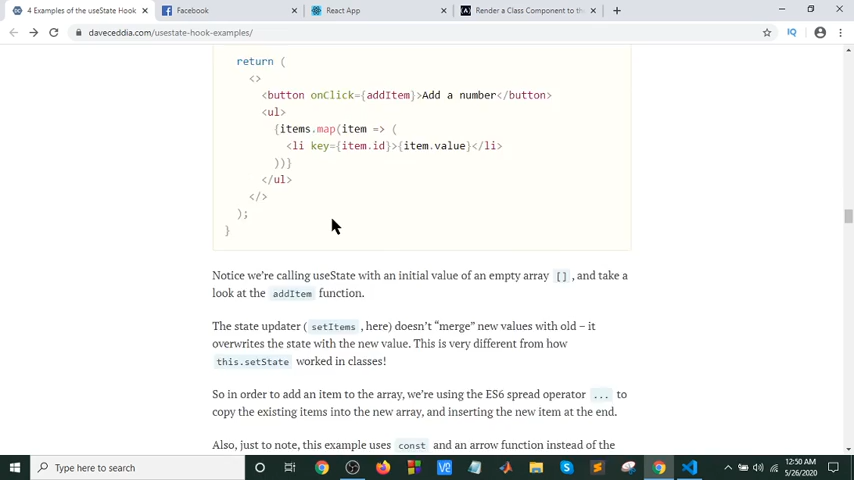 4 Examples of the useState Hook
Facebook
React App
Render a Class Component to th
daveceddia.com/usestate-hook-examples/
IQ
return (
<>
<button onClick={addItem}>Add a number</button>
<ul>
{items.map(item => (
<li key={item.id}>{item.value}</li>
))}
</ul>
</>
);
}
Notice we're calling useState with an initial value of an empty array [] , and take a
look at the addItem function.
The state updater ( setItems , here) doesn't “merge” new values with old – it
overwrites the state with the new value. This is very different from how
this.setState worked in classes!
So in order to add an item to the array, we're using the ES6 spread operator ... to
copy the existing items into the new array, and inserting the new item at the end.
Also, just to note, this example uses const and an arrow function instead of the
Type here to search
12:50 AM
5/26/2020